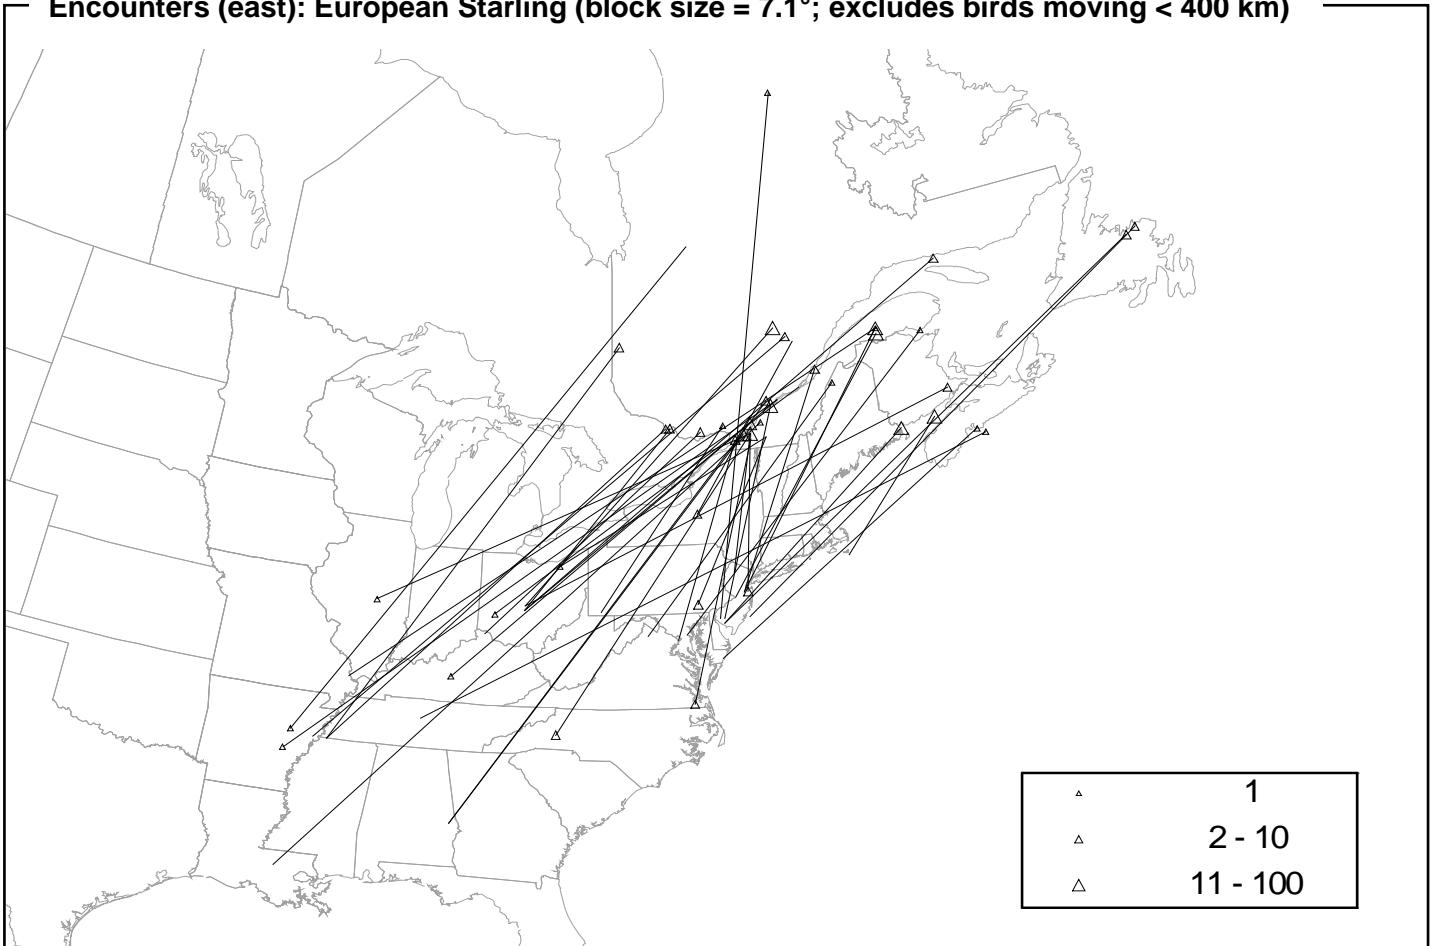 Encounters (east): European Starling (block size = 7.1°; excludes birds moving < 400 km)
1
2 - 10
11 - 100